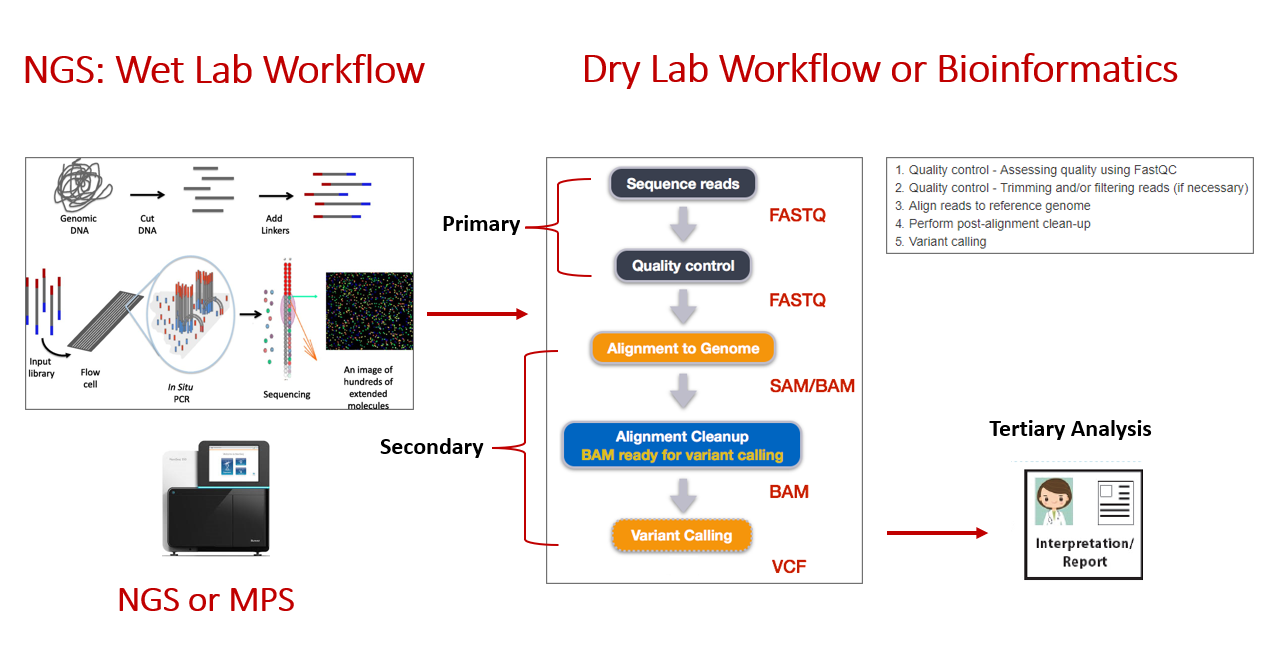 NGS: Wet Lab Workflow
Dry Lab Workflow or Bioinformatics
Genomic
DNA
Cut
DNA
Add
Linkers
Input
library
Flow
cell
In Situ
PCR
Sequencing
An image of
hundreds of
extended
molecules
NGS or MPS
Primary
Secondary
Sequence reads
FASTQ
Quality control
FASTQ
Alignment to Genome
SAM/BAM
Alignment Cleanup
BAM ready for variant calling
BAM
Variant Calling
VCF
1. Quality control - Assessing quality using FastQC
2. Quality control - Trimming and/or filtering reads (if necessary)
3. Align reads to reference genome
4. Perform post-alignment clean-up
5. Variant calling
Tertiary Analysis
Interpretation/
Report